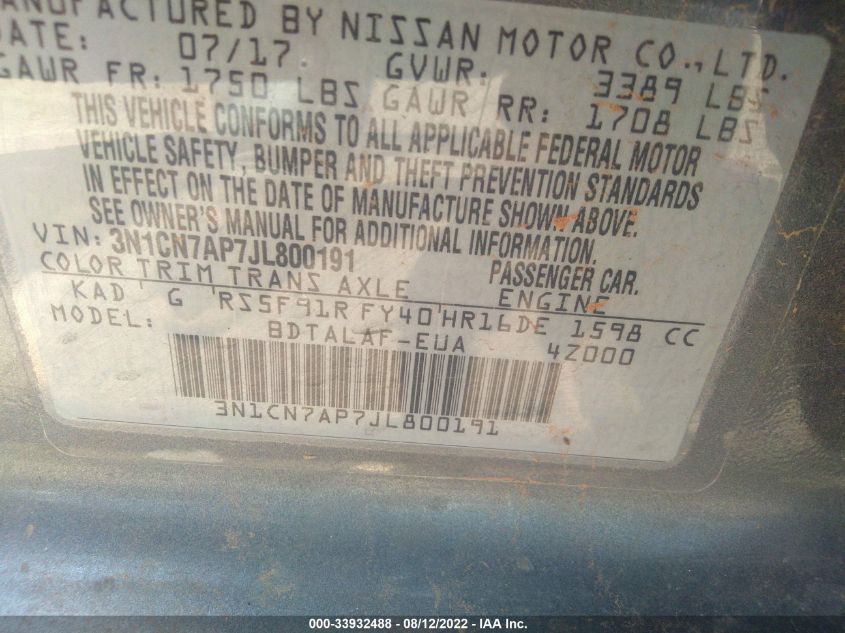 MANUFACTURED BY NISSAN MOTOR CO., LTD.
DATE: 07/17 GVWR: 3389 LBS
GAWR FR: 1750 LBS GAWR RR: 1708 LBS
THIS VEHICLE CONFORMS TO ALL APPLICABLE FEDERAL MOTOR
VEHICLE SAFETY, BUMPER AND THEFT PREVENTION STANDARDS
IN EFFECT ON THE DATE OF MANUFACTURE SHOWN ABOVE.
SEE OWNER'S MANUAL FOR ADDITIONAL INFORMATION.
VIN: 3N1CN7AP7JL800191 PASSENGER CAR.
COLOR TRIM TRANS AXLE ENGINE
KAD G RS5F91R FY40 HR16DE 1598 CC
MODEL: BDTALAF-EUA 4Z000
3N1CN7AP7JL800191
000-33932488 - 08/12/2022 - IAA Inc.